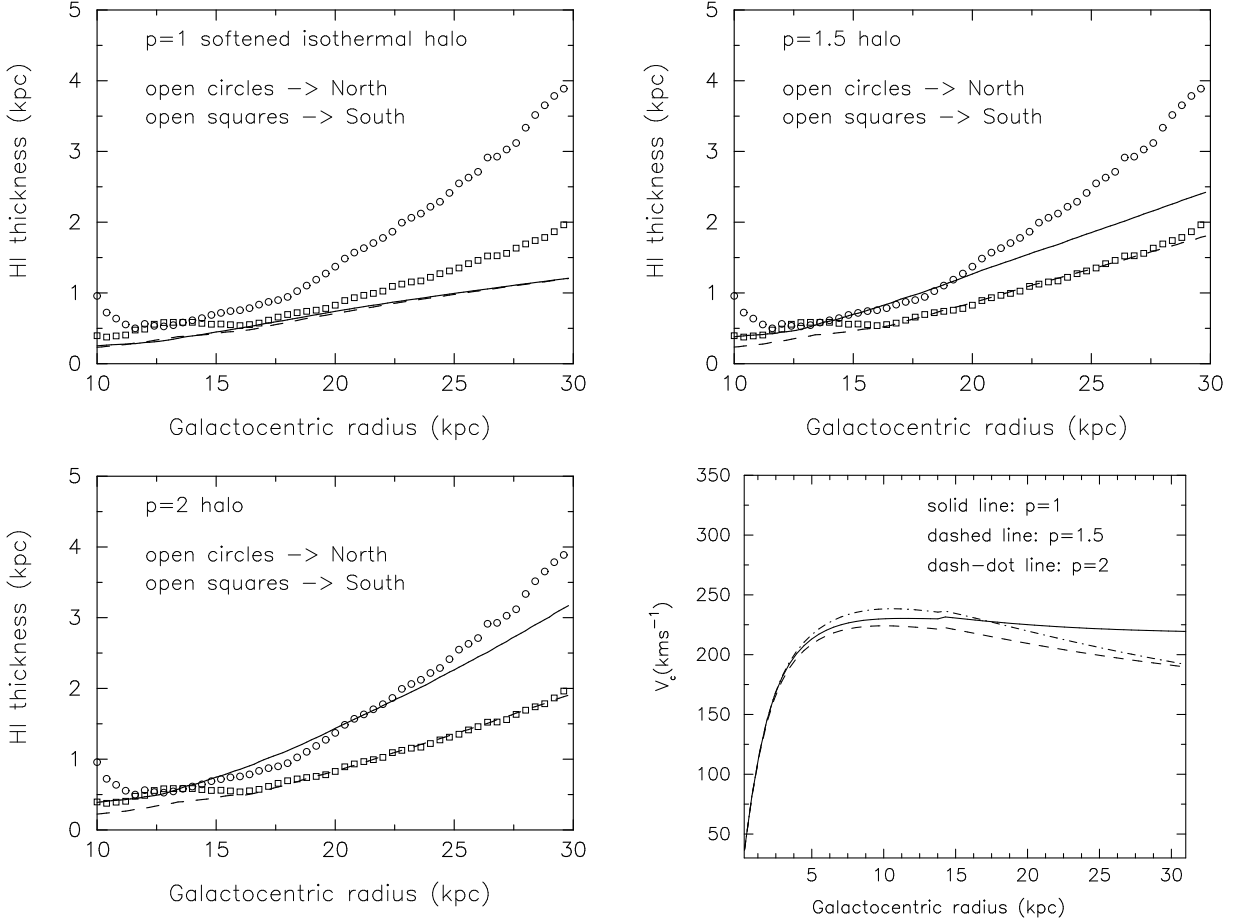 p=1 softened isothermal halo
open circles −> North
open squares −> South
HI thickness (kpc)
5
4
3
2
1
0
10 15 20 25 30
Galactocentric radius (kpc)
p=1.5 halo
open circles −> North
open squares −> South
HI thickness (kpc)
5
4
3
2
1
0
10 15 20 25 30
Galactocentric radius (kpc)
p=2 halo
open circles −> North
open squares −> South
HI thickness (kpc)
5
4
3
2
1
0
10 15 20 25 30
Galactocentric radius (kpc)
solid line: p=1
dashed line: p=1.5
dash−dot line: p=2
V_c(kms⁻¹)
350
300
250
200
150
100
50
5 10 15 20 25 30
Galactocentric radius (kpc)